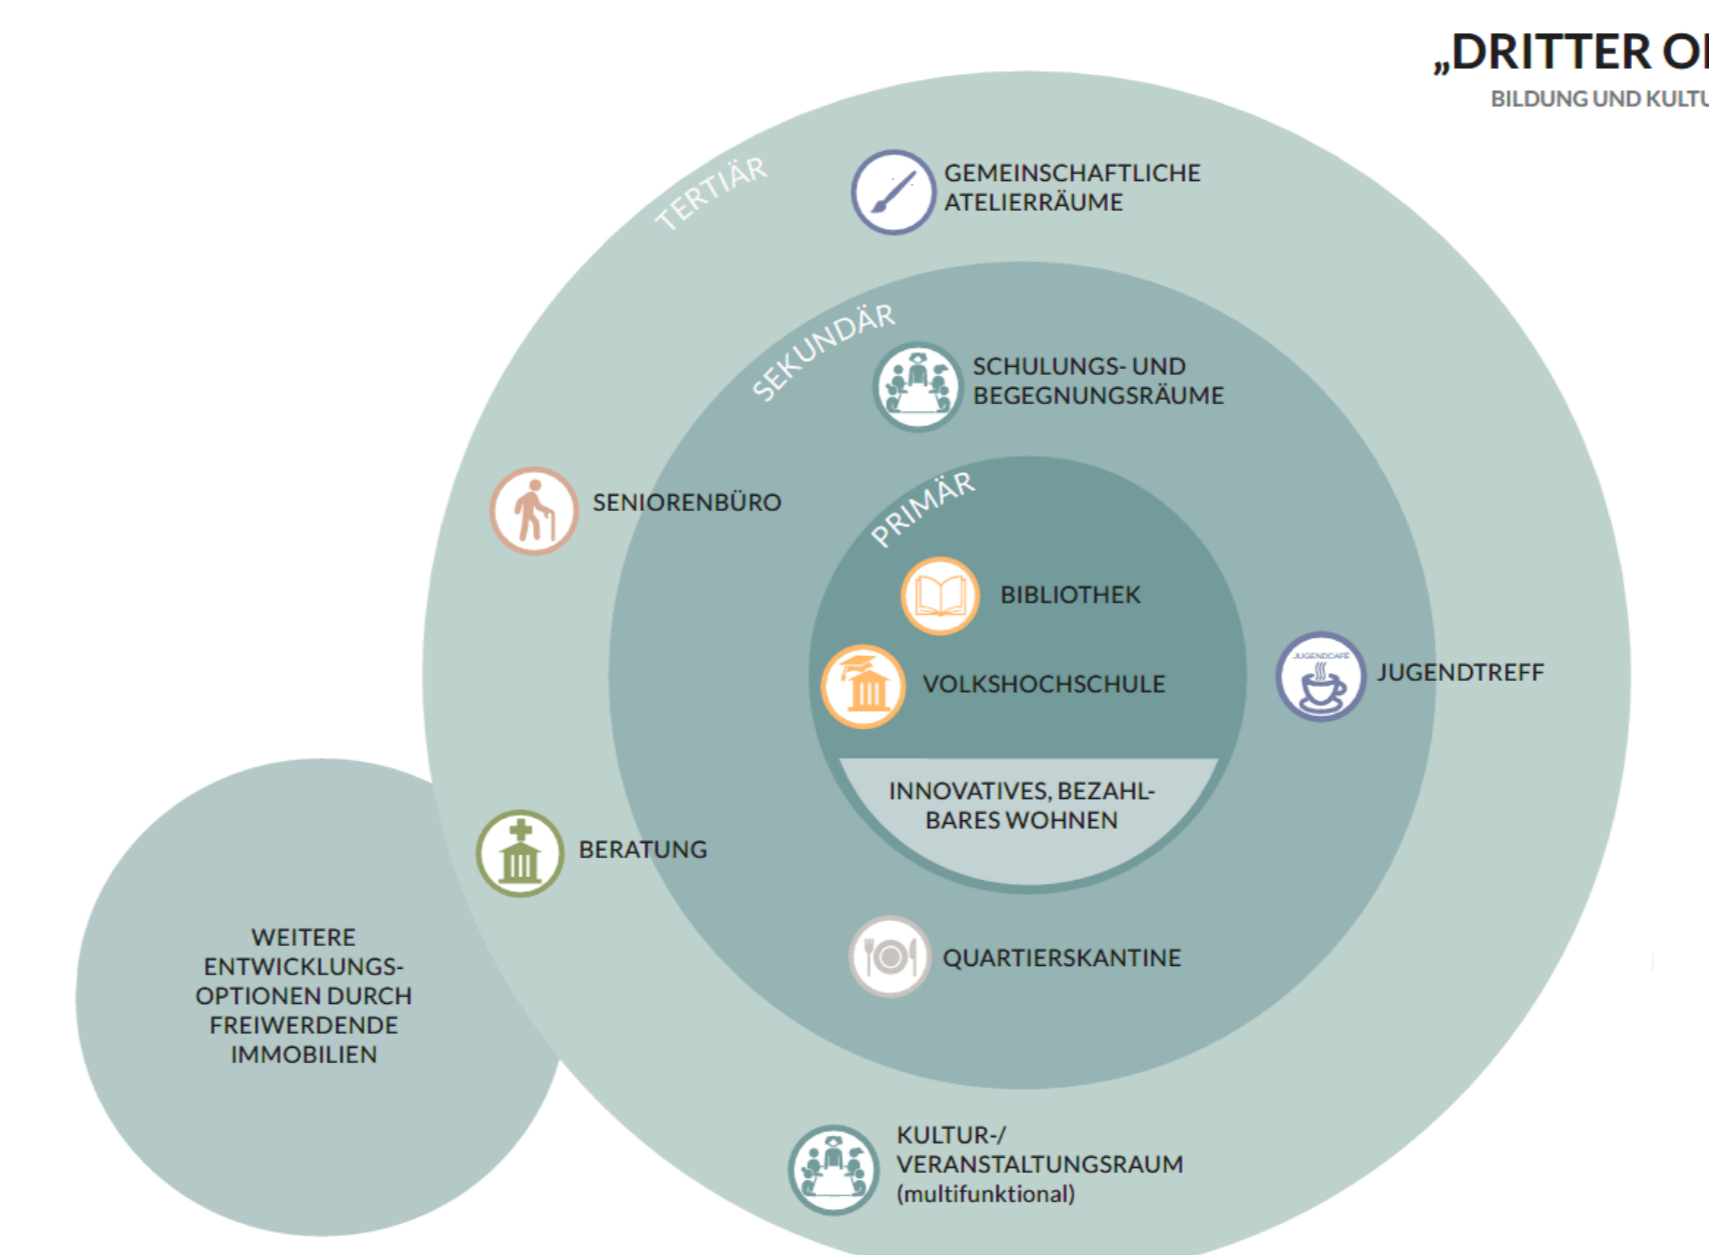 „DRITTER
BILDUNG UND
TERTIÄR
GEMEINSCHAFTLICHE
ATELIERRÄUME
SEKUNDÄR
SCHULUNGS- UND
BEGEGNUNGSRÄUME
SENIORENBÜRO
PRIMÄR
BIBLIOTHEK
VOLKSHOCHSCHULE
JUGENDCAFÉ
JUGENDTREFF
INNOVATIVES, BEZAHL-
BARES WOHNEN
BERATUNG
WEITERE
ENTWICKLUNGS-
OPTIONEN DURCH
FREIWERDENDE
IMMOBILIEN
QUARTIERSKANTINE
KULTUR-/
VERANSTALTUNGSRAUM
(multifunktional)